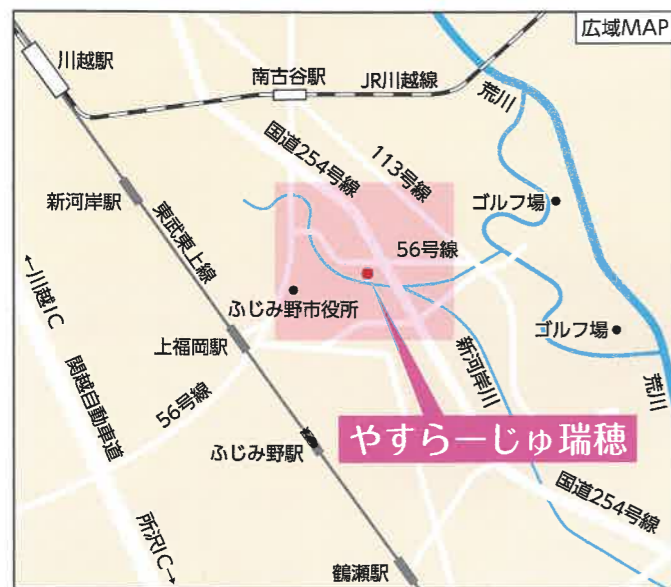 広域MAP
川越駅
南古谷駅
JR川越線
荒川
国道254号線
113号線
新河岸駅
東武東上線
ゴルフ場
56号線
←川越IC
ふじみ野市役所
上福岡駅
ゴルフ場
新河岸川
荒川
関越自動車道
56号線
やすらーじゅ瑞穂
ふじみ野駅
国道254号線
所沢IC→
鶴瀬駅